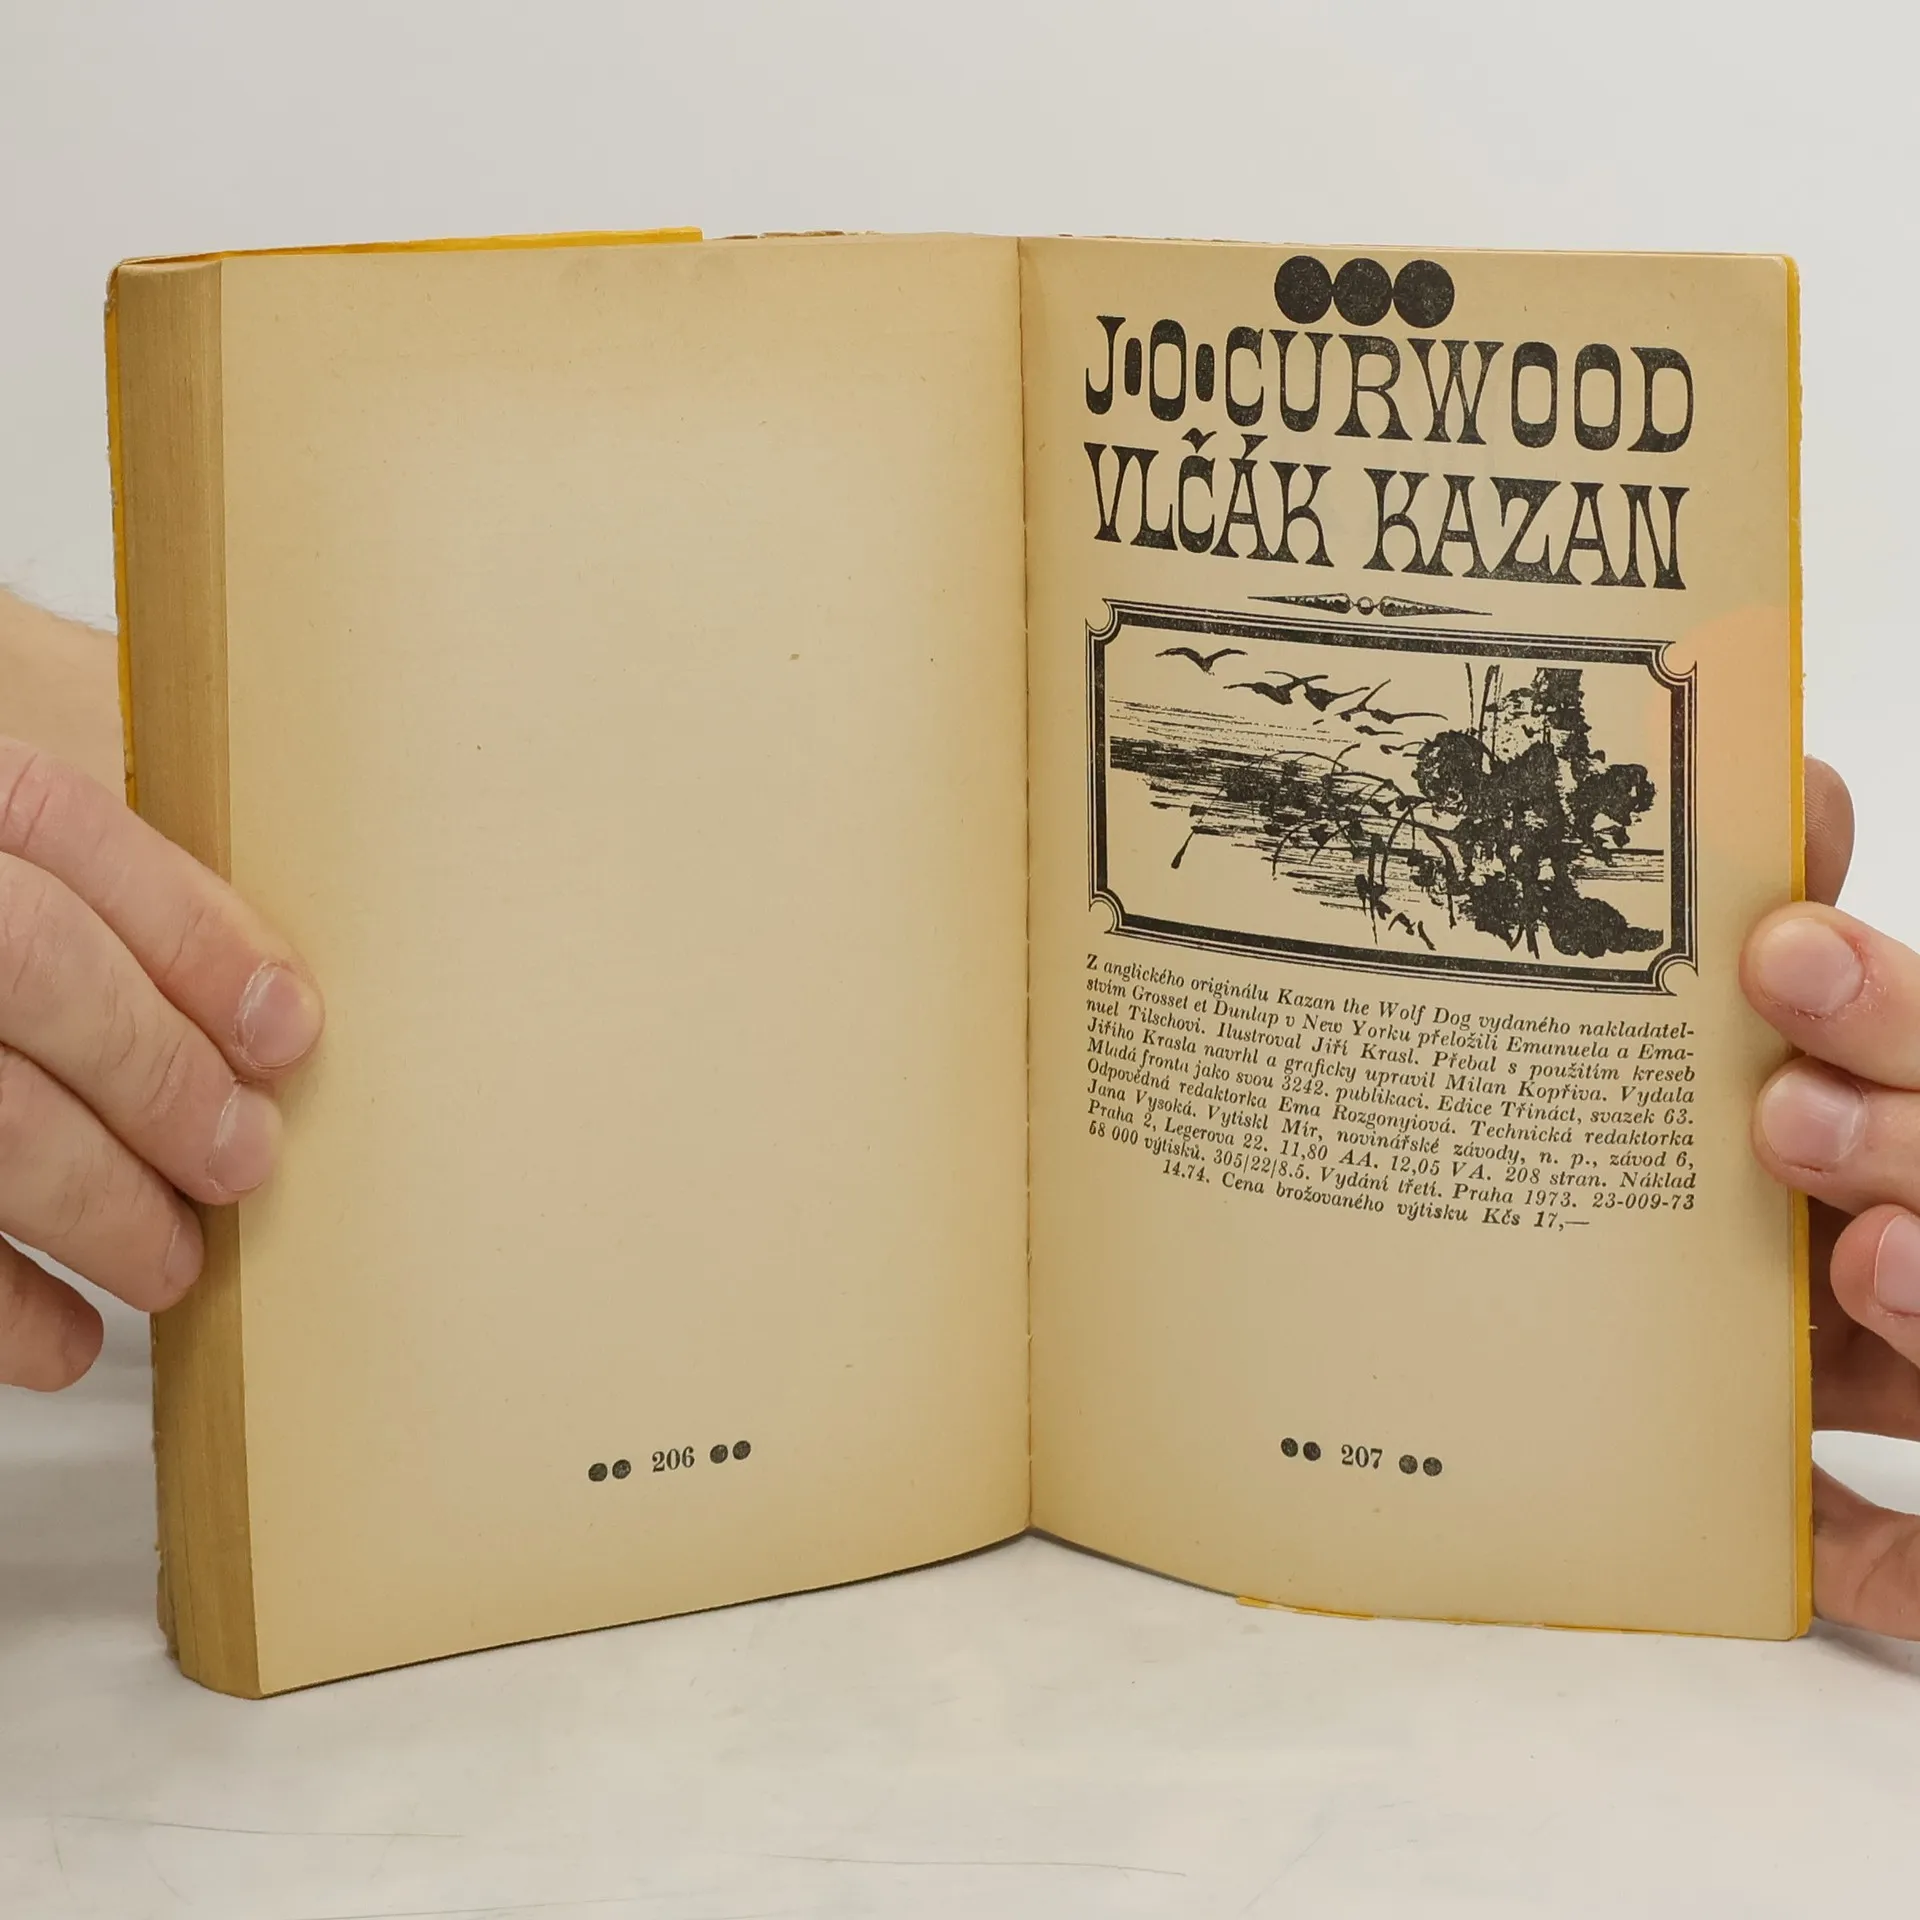 206
J·O·CURWOOD
VLČÁK KAZAN
Z anglického originálu Kazan the Wolf Dog vydaného nakladatel-
stvím Grosset et Dunlap v New Yorku přeložili Emanuela a Ema-
nuel Tilschovi. Ilustroval Jiří Krasl. Přebal s použitím kreseb
Jiřího Krasla navrhl a graficky upravil Milan Kopřiva. Vydala
Mladá fronta jako svou 3242. publikaci. Edice Třináct, svazek 63.
Odpovědná redaktorka Ema Rozgonyiová. Technická redaktorka
Jana Vysoká. Vytiskl Mír, novinářské závody, n. p., závod 6,
Praha 2, Legerova 22. 11,80 AA. 12,05 VA. 208 stran. Náklad
58 000 výtisků. 305/22/8.5. Vydání třetí. Praha 1973. 23-009-73
14.74. Cena brožovaného výtisku Kčs 17,—
207